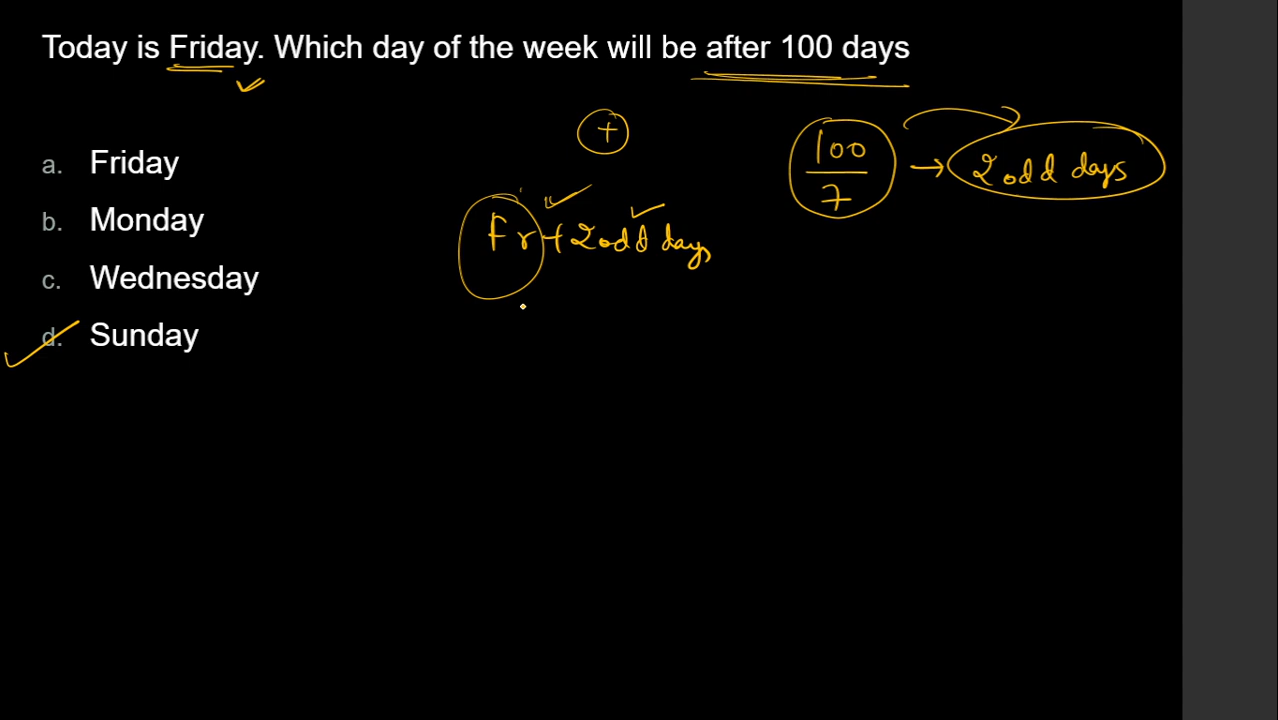 Today is Friday. Which day of the week will be after 100 days
a. Friday
b. Monday
c. Wednesday
d. Sunday
+
100
7
→ 2 odd days
Fr + 2 odd days